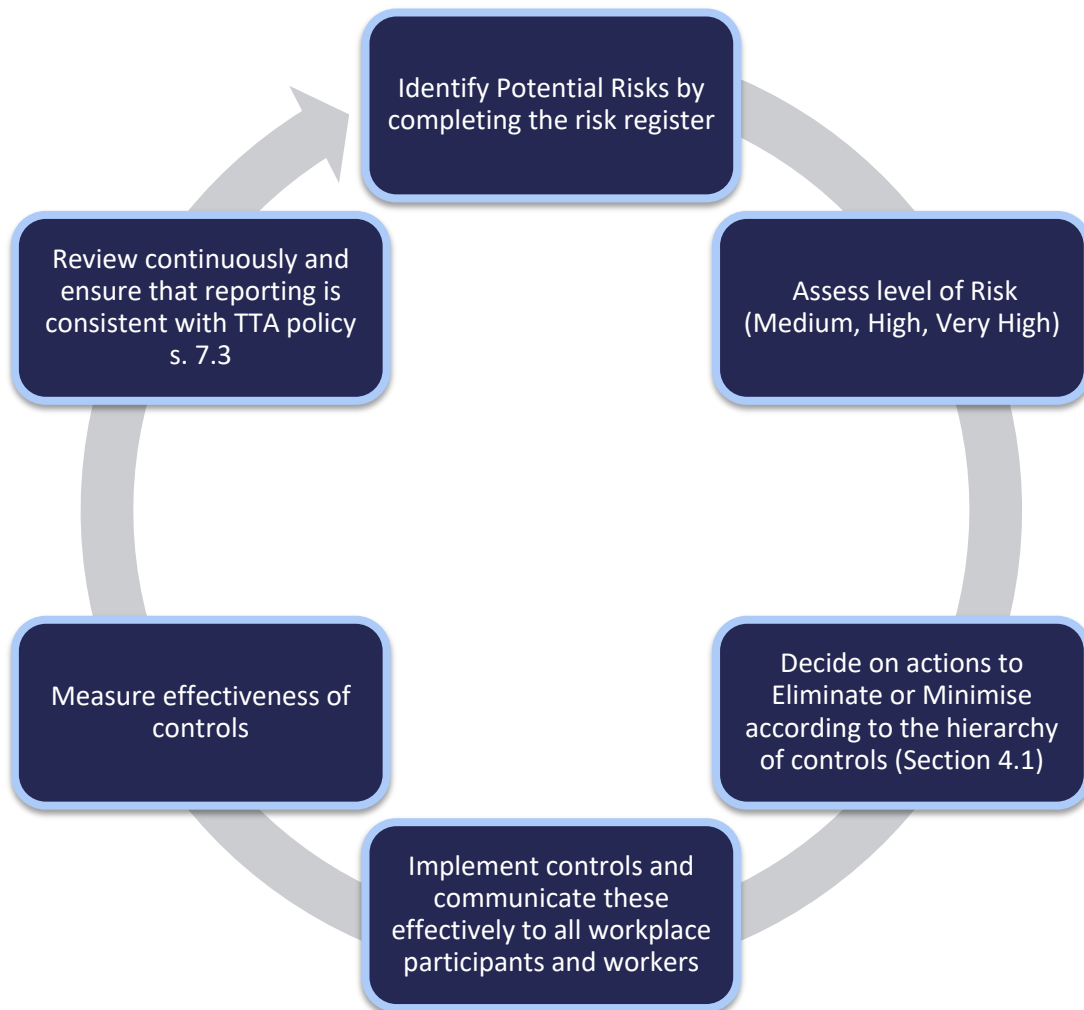 Identify Potential Risks by
completing the risk register
Assess level of Risk
(Medium, High, Very High)
Decide on actions to
Eliminate or Minimise
according to the hierarchy
of controls (Section 4.1)
Implement controls and
communicate these
effectively to all workplace
participants and workers
Measure effectiveness of
controls
Review continuously and
ensure that reporting is
consistent with TTA policy
s. 7.3